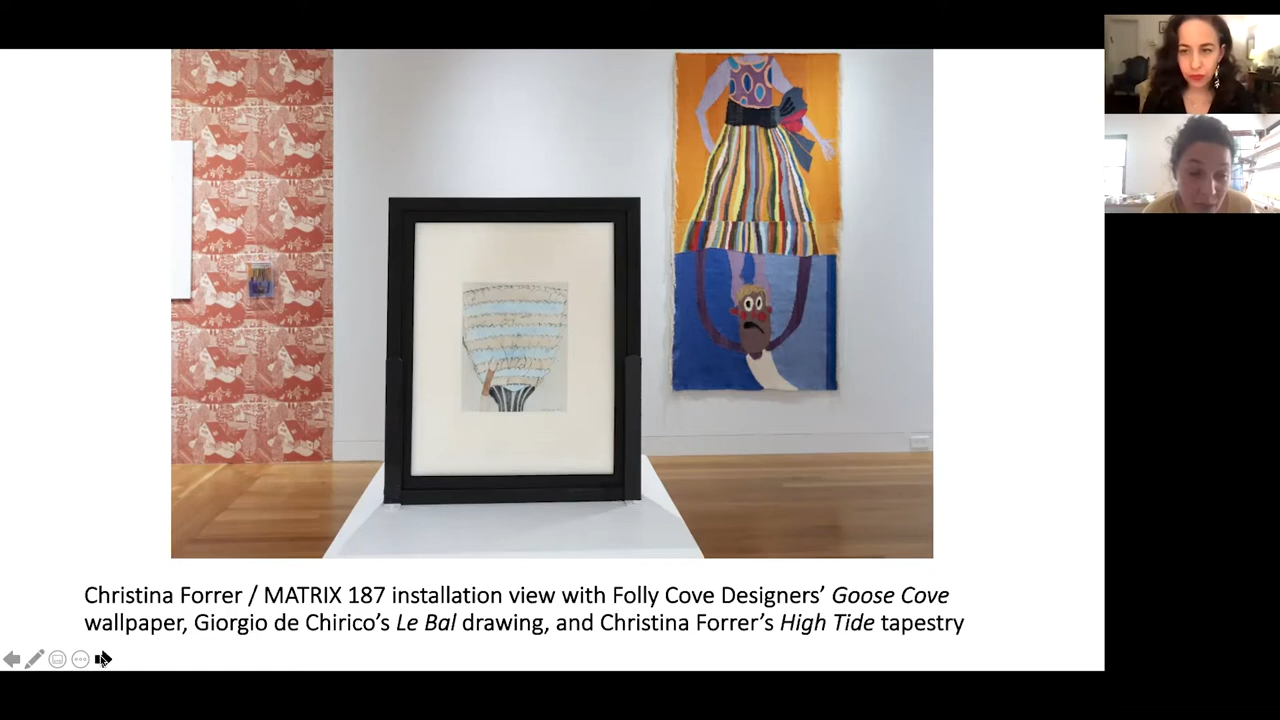 Christina Forrer / MATRIX 187 installation view with Folly Cove Designers’ Goose Cove
wallpaper, Giorgio de Chirico’s Le Bal drawing, and Christina Forrer’s High Tide tapestry